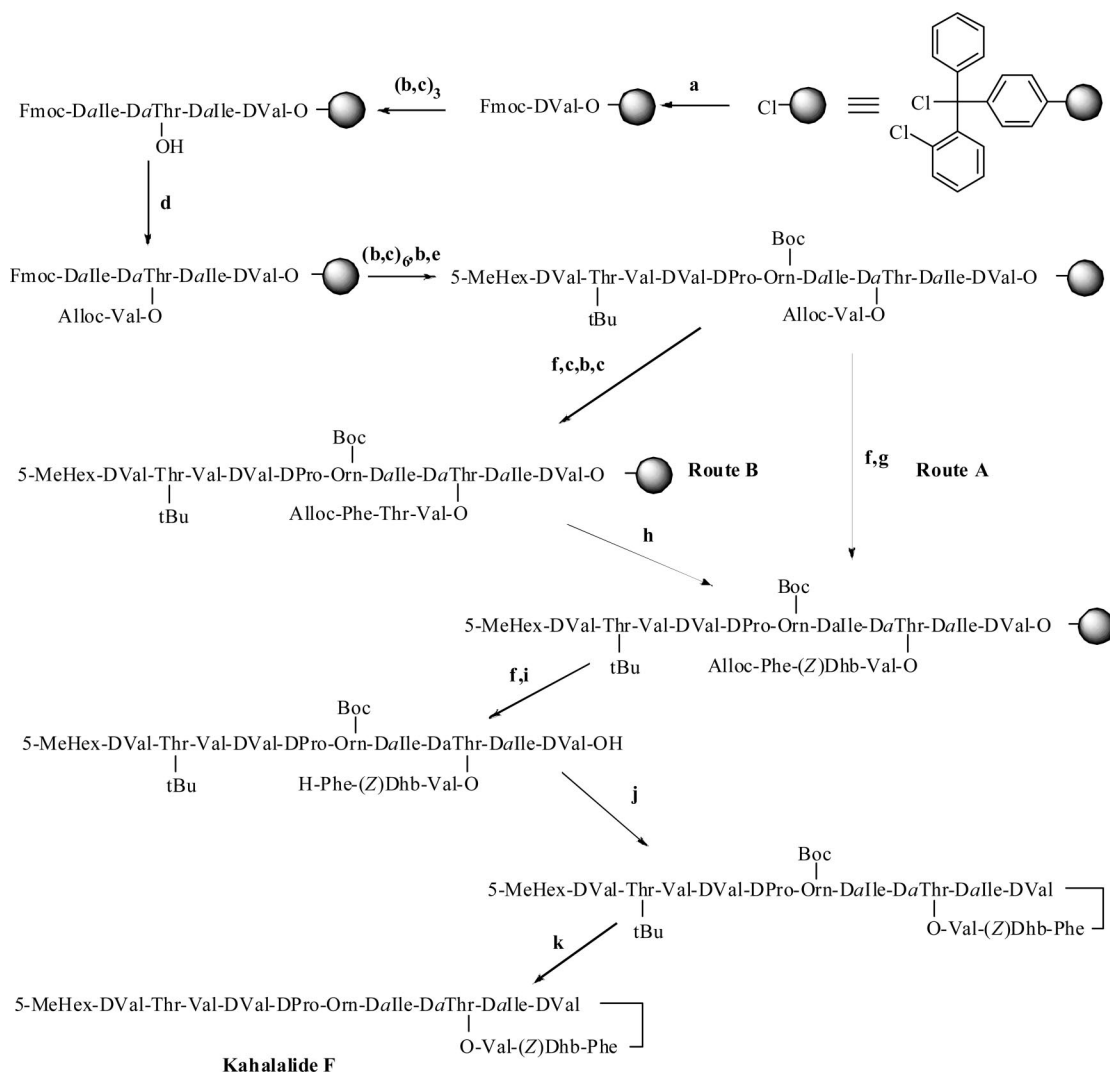 (b,c)3
a
Fmoc-DaIle-DaThr-DaIle-DVal-O
OH
Fmoc-DVal-O
Cl
Cl
Cl
d
Fmoc-DaIle-DaThr-DaIle-DVal-O
Alloc-Val-O
(b,c)6,b,e
Boc
5-MeHex-DVal-Thr-Val-DVal-DPro-Orn-DaIle-DaThr-DaIle-DVal-O
tBu
Alloc-Val-O
f,c,b,c
f,g
Route A
Boc
5-MeHex-DVal-Thr-Val-DVal-DPro-Orn-DaIle-DaThr-DaIle-DVal-O
tBu
Alloc-Phe-Thr-Val-O
Route B
h
Boc
5-MeHex-DVal-Thr-Val-DVal-DPro-Orn-DaIle-DaThr-DaIle-DVal-O
tBu
Alloc-Phe-(Z)Dhb-Val-O
f,i
Boc
5-MeHex-DVal-Thr-Val-DVal-DPro-Orn-DaIle-DaThr-DaIle-DVal-OH
tBu
H-Phe-(Z)Dhb-Val-O
j
Boc
5-MeHex-DVal-Thr-Val-DVal-DPro-Orn-DaIle-DaThr-DaIle-DVal
tBu
O-Val-(Z)Dhb-Phe
k
5-MeHex-DVal-Thr-Val-DVal-DPro-Orn-DaIle-DaThr-DaIle-DVal
O-Val-(Z)Dhb-Phe
Kahalalide F